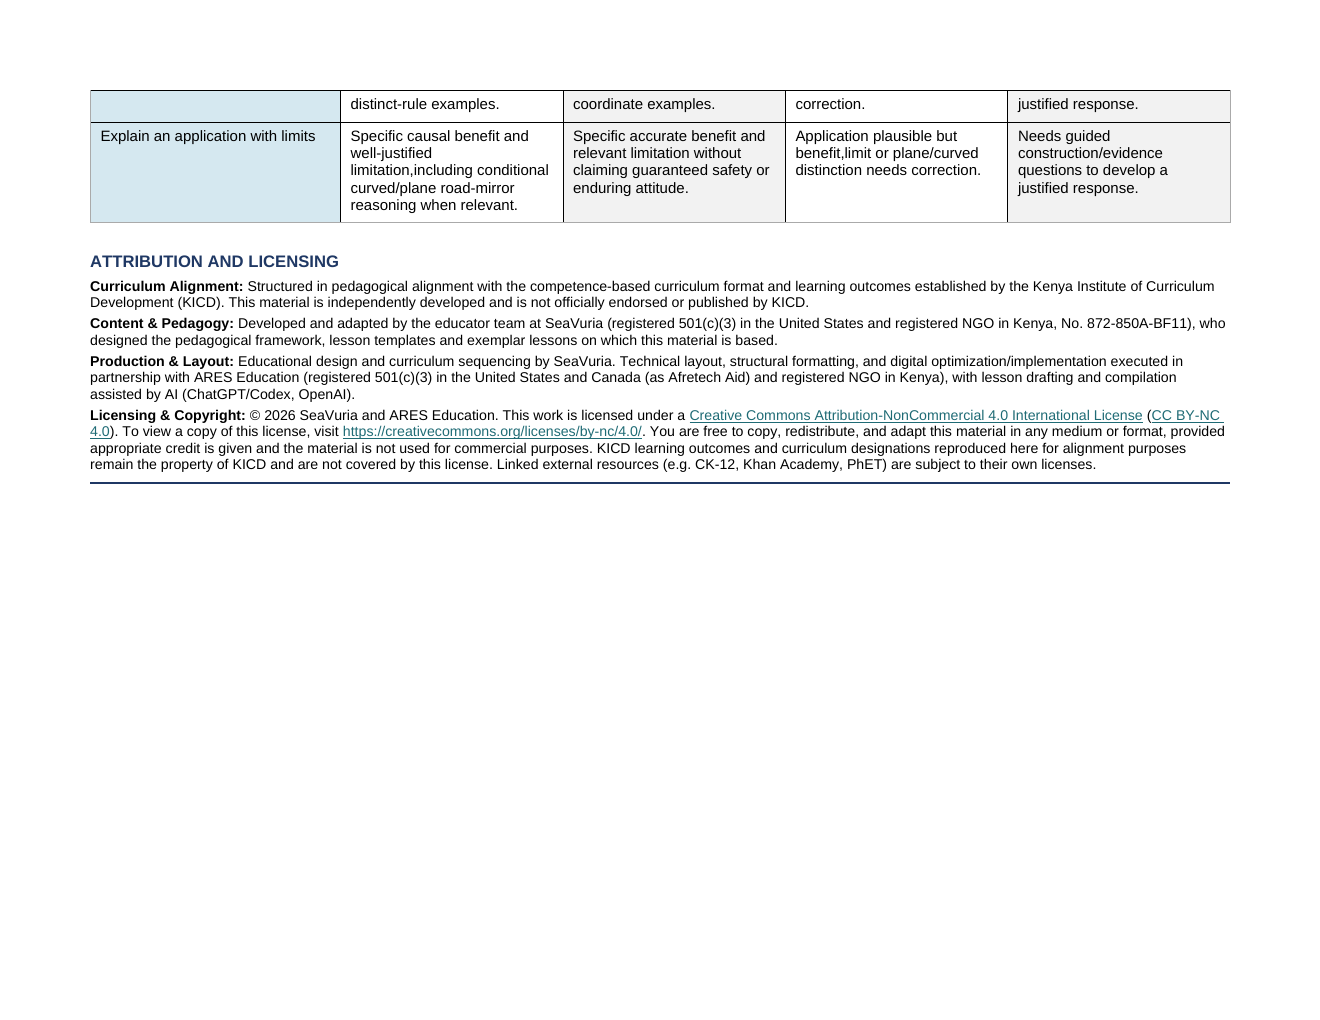 distinct-rule examples.
coordinate examples.
correction.
justified response.
Explain an application with limits
Specific causal benefit and
well-justified
limitation,including conditional
curved/plane road-mirror
reasoning when relevant.
Specific accurate benefit and
relevant limitation without
claiming guaranteed safety or
enduring attitude.
Application plausible but
benefit,limit or plane/curved
distinction needs correction.
Needs guided
construction/evidence
questions to develop a
justified response.
ATTRIBUTION AND LICENSING
Curriculum Alignment: Structured in pedagogical alignment with the competence-based curriculum format and learning outcomes established by the Kenya Institute of Curriculum
Development (KICD). This material is independently developed and is not officially endorsed or published by KICD.
Content & Pedagogy: Developed and adapted by the educator team at SeaVuria (registered 501(c)(3) in the United States and registered NGO in Kenya, No. 872-850A-BF11), who
designed the pedagogical framework, lesson templates and exemplar lessons on which this material is based.
Production & Layout: Educational design and curriculum sequencing by SeaVuria. Technical layout, structural formatting, and digital optimization/implementation executed in
partnership with ARES Education (registered 501(c)(3) in the United States and Canada (as Afretech Aid) and registered NGO in Kenya), with lesson drafting and compilation
assisted by AI (ChatGPT/Codex, OpenAI).
Licensing & Copyright: © 2026 SeaVuria and ARES Education. This work is licensed under a Creative Commons Attribution-NonCommercial 4.0 International License (CC BY-NC
4.0). To view a copy of this license, visit https://creativecommons.org/licenses/by-nc/4.0/. You are free to copy, redistribute, and adapt this material in any medium or format, provided
appropriate credit is given and the material is not used for commercial purposes. KICD learning outcomes and curriculum designations reproduced here for alignment purposes
remain the property of KICD and are not covered by this license. Linked external resources (e.g. CK-12, Khan Academy, PhET) are subject to their own licenses.